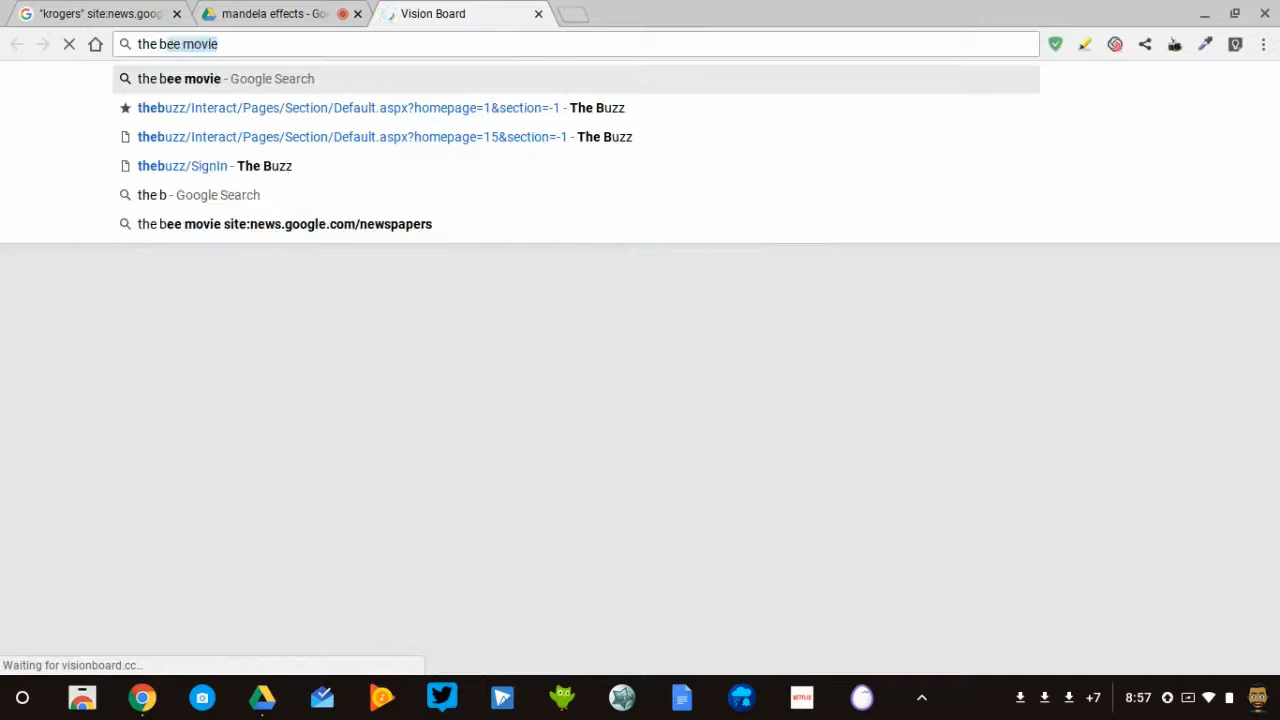 "krogers" site:news.goog
mandela effects - Go
Vision Board
the bee movie
the bee movie - Google Search
thebuzz/Interact/Pages/Section/Default.aspx?homepage=1&section=-1 - The Buzz
thebuzz/Interact/Pages/Section/Default.aspx?homepage=15&section=-1 - The Buzz
thebuzz/SignIn - The Buzz
the b - Google Search
the bee movie site:news.google.com/newspapers
Waiting for visionboard.cc...
NETFLIX
+7
8:57